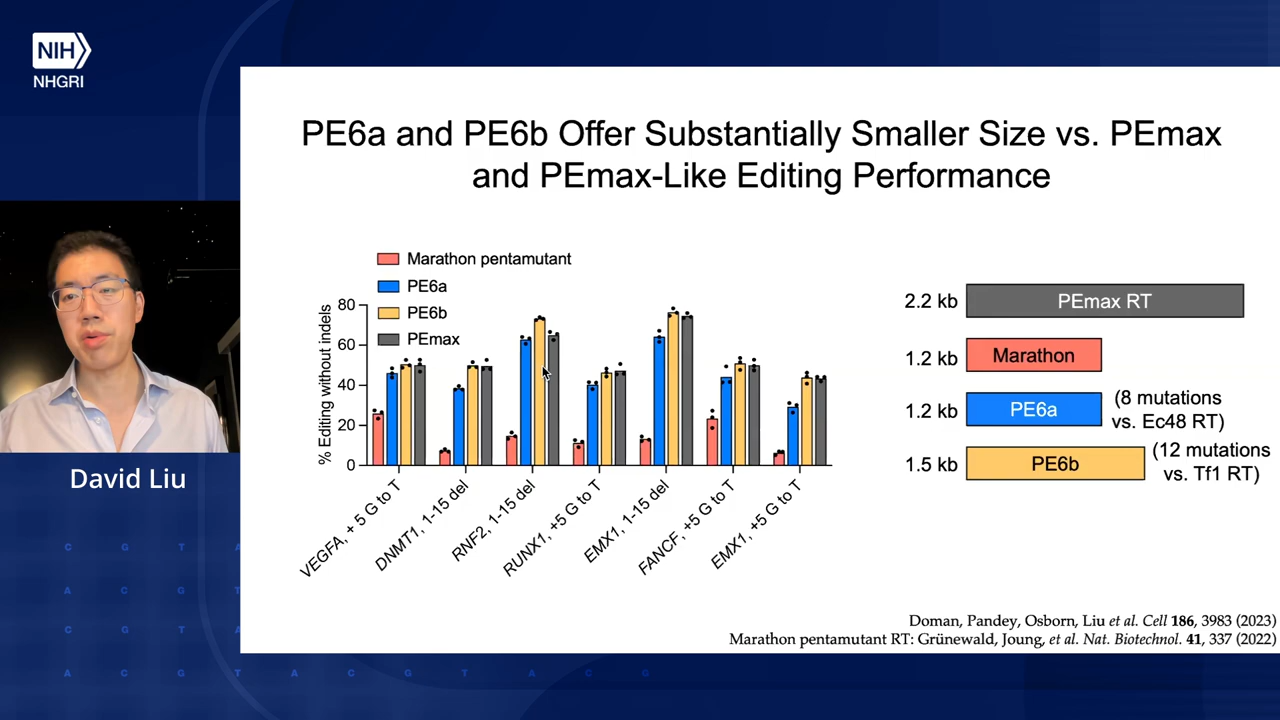 NIH
NHGRI
PE6a and PE6b Offer Substantially Smaller Size vs. PEmax
and PEmax-Like Editing Performance
Marathon pentamutant
PE6a
PE6b
PEmax
% Editing without indels
80
60
40
20
0
VEGFA, + 5 G to T
DNMT1, 1-15 del
RNF2, 1-15 del
RUNX1, +5 G to T
EMX1, 1-15 del
FANCF, +5 G to T
EMX1, +5 G to T
2.2 kb PEmax RT
1.2 kb Marathon
1.2 kb PE6a (8 mutations
vs. Ec48 RT)
1.5 kb PE6b (12 mutations
vs. Tf1 RT)
David Liu
C G T A
A C G T A
C G T A
A C G T A C G T A C G
Doman, Pandey, Osborn, Liu et al. Cell 186, 3983 (2023)
Marathon pentamutant RT: Grünewald, Joung, et al. Nat. Biotechnol. 41, 337 (2022)